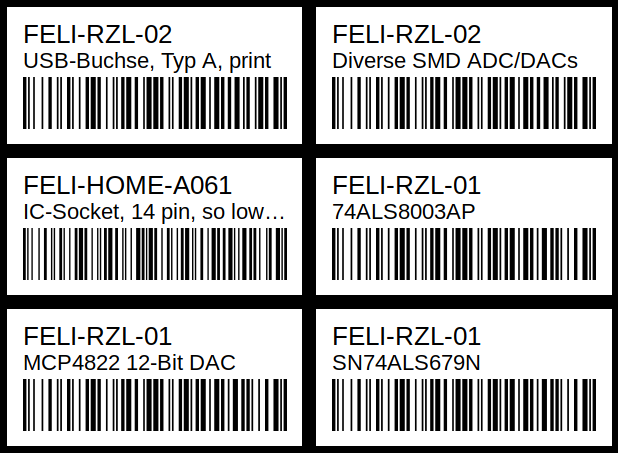 FELI-RZL-02
USB-Buchse, Typ A, print
FELI-RZL-02
Diverse SMD ADC/DACs
FELI-HOME-A061
IC-Socket, 14 pin, so low…
FELI-RZL-01
74ALS8003AP
FELI-RZL-01
MCP4822 12-Bit DAC
FELI-RZL-01
SN74ALS679N